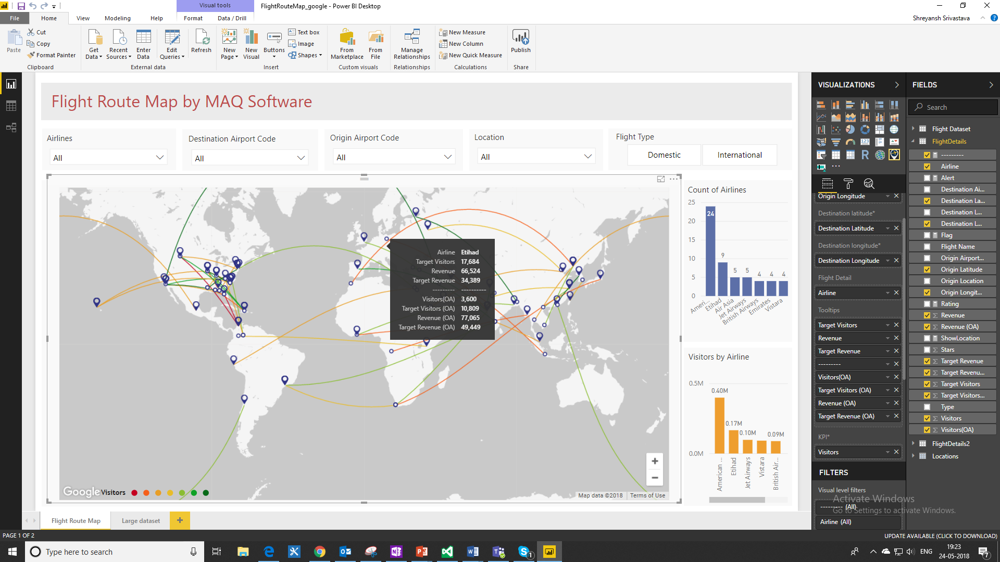 Visual tools
FlightRouteMap_google - Power BI Desktop
File Home View Modeling Help Format Data / Drill
Shreyansh Srivastava
Paste
Cut
Copy
Format Painter
Get Data
Recent Sources
Enter Data
Edit Queries
Refresh
New Page
New Visual
Buttons
Text box
Image
Shapes
From Marketplace
From File
Manage Relationships
New Measure
New Column
New Quick Measure
Publish
Clipboard External data Insert Custom visuals Relationships Calculations Share
Flight Route Map by MAQ Software
Airlines
All
Destination Airport Code
All
Origin Airport Code
All
Location
All
Flight Type
Domestic International
Airline Etihad
Target Visitors 17,684
Revenue 66,524
Target Revenue 34,389
---------- ----------
Visitors(OA) 3,600
Target Visitors (OA) 10,809
Revenue (OA) 77,065
Target Revenue (OA) 49,449
Google
Visitors
+
−
Map data ©2018 Terms of Use
Count of Airlines
25
20
15
10
5
0
24
9
5
5
4
4
4
Ameri...
Etihad
Air Asia
Jet Airways
British Airways
Emirates
Vistara
Visitors by Airline
0.5M
0.0M
0.40M
0.17M
0.10M
0.09M
American ...
Etihad
Jet Airways
Vistara
British Air...
VISUALIZATIONS
123
R
Origin Longitude
Destination latitude*
Destination Latitude
Destination longitude*
Destination Longitude
Flight Detail
Airline
Tooltips
Target Visitors
Revenue
Target Revenue
---------
Visitors(OA)
Target Visitors (OA)
Revenue (OA)
Target Revenue (OA)
KPI*
Visitors
FILTERS
Visual level filters
--------- (All)
Airline (All)
FIELDS
Search
Flight Dataset
FlightDetails
---------
Airline
Alert
Destination Ai...
Destination La...
Destination L...
Destination L...
Flag
Flight Name
Origin Airport...
Origin Latitude
Origin Location
Origin Longit...
Rating
Revenue
Revenue (OA)
ShowLocation
Stars
Target Revenue
Target Revenu...
Target Visitors
Target Visitors...
Type
Visitors
Visitors(OA)
FlightDetails2
Locations
Activate Windows
Go to Settings to activate Windows.
Flight Route Map Large dataset +
PAGE 1 OF 2
UPDATE AVAILABLE (CLICK TO DOWNLOAD)
Type here to search
1
ENG
19:23
24-05-2018
7